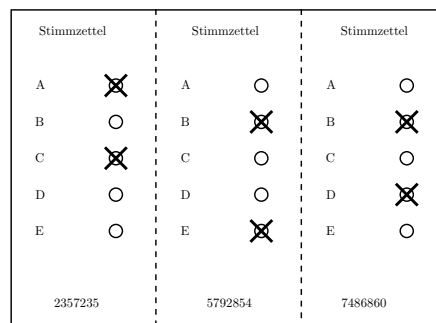 Stimmzettel Stimmzettel Stimmzettel
A A A
B B B
C C C
D D D
E E E
2357235 5792854 7486860